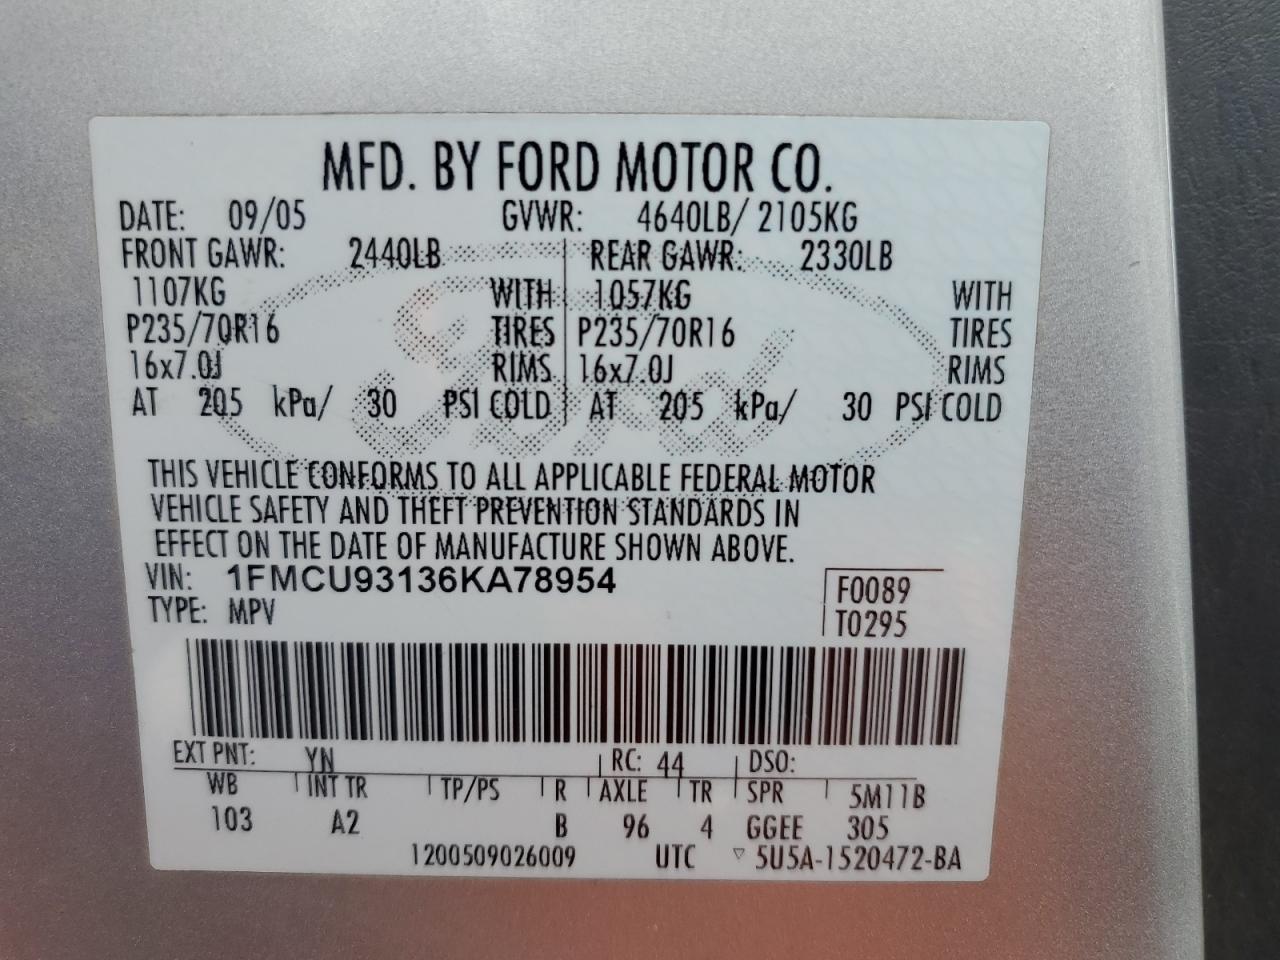 MFD. BY FORD MOTOR CO.
DATE: 09/05 GVWR: 4640LB/ 2105KG
FRONT GAWR: 2440LB REAR GAWR: 2330LB
1107KG WITH 1057KG WITH
P235/70R16 TIRES P235/70R16 TIRES
16x7.0J RIMS 16x7.0J RIMS
AT 205 kPa/ 30 PSI COLD AT 205 kPa/ 30 PSI COLD
Ford
THIS VEHICLE CONFORMS TO ALL APPLICABLE FEDERAL MOTOR
VEHICLE SAFETY AND THEFT PREVENTION STANDARDS IN
EFFECT ON THE DATE OF MANUFACTURE SHOWN ABOVE.
VIN: 1FMCU93136KA78954 F0089
TYPE: MPV T0295
EXT PNT: YN RC: 44 DSO:
WB INT TR TP/PS R AXLE TR SPR 5M11B
103 A2 B 96 4 GGEE 305
1200509026009 UTC ▽ 5U5A-1520472-BA